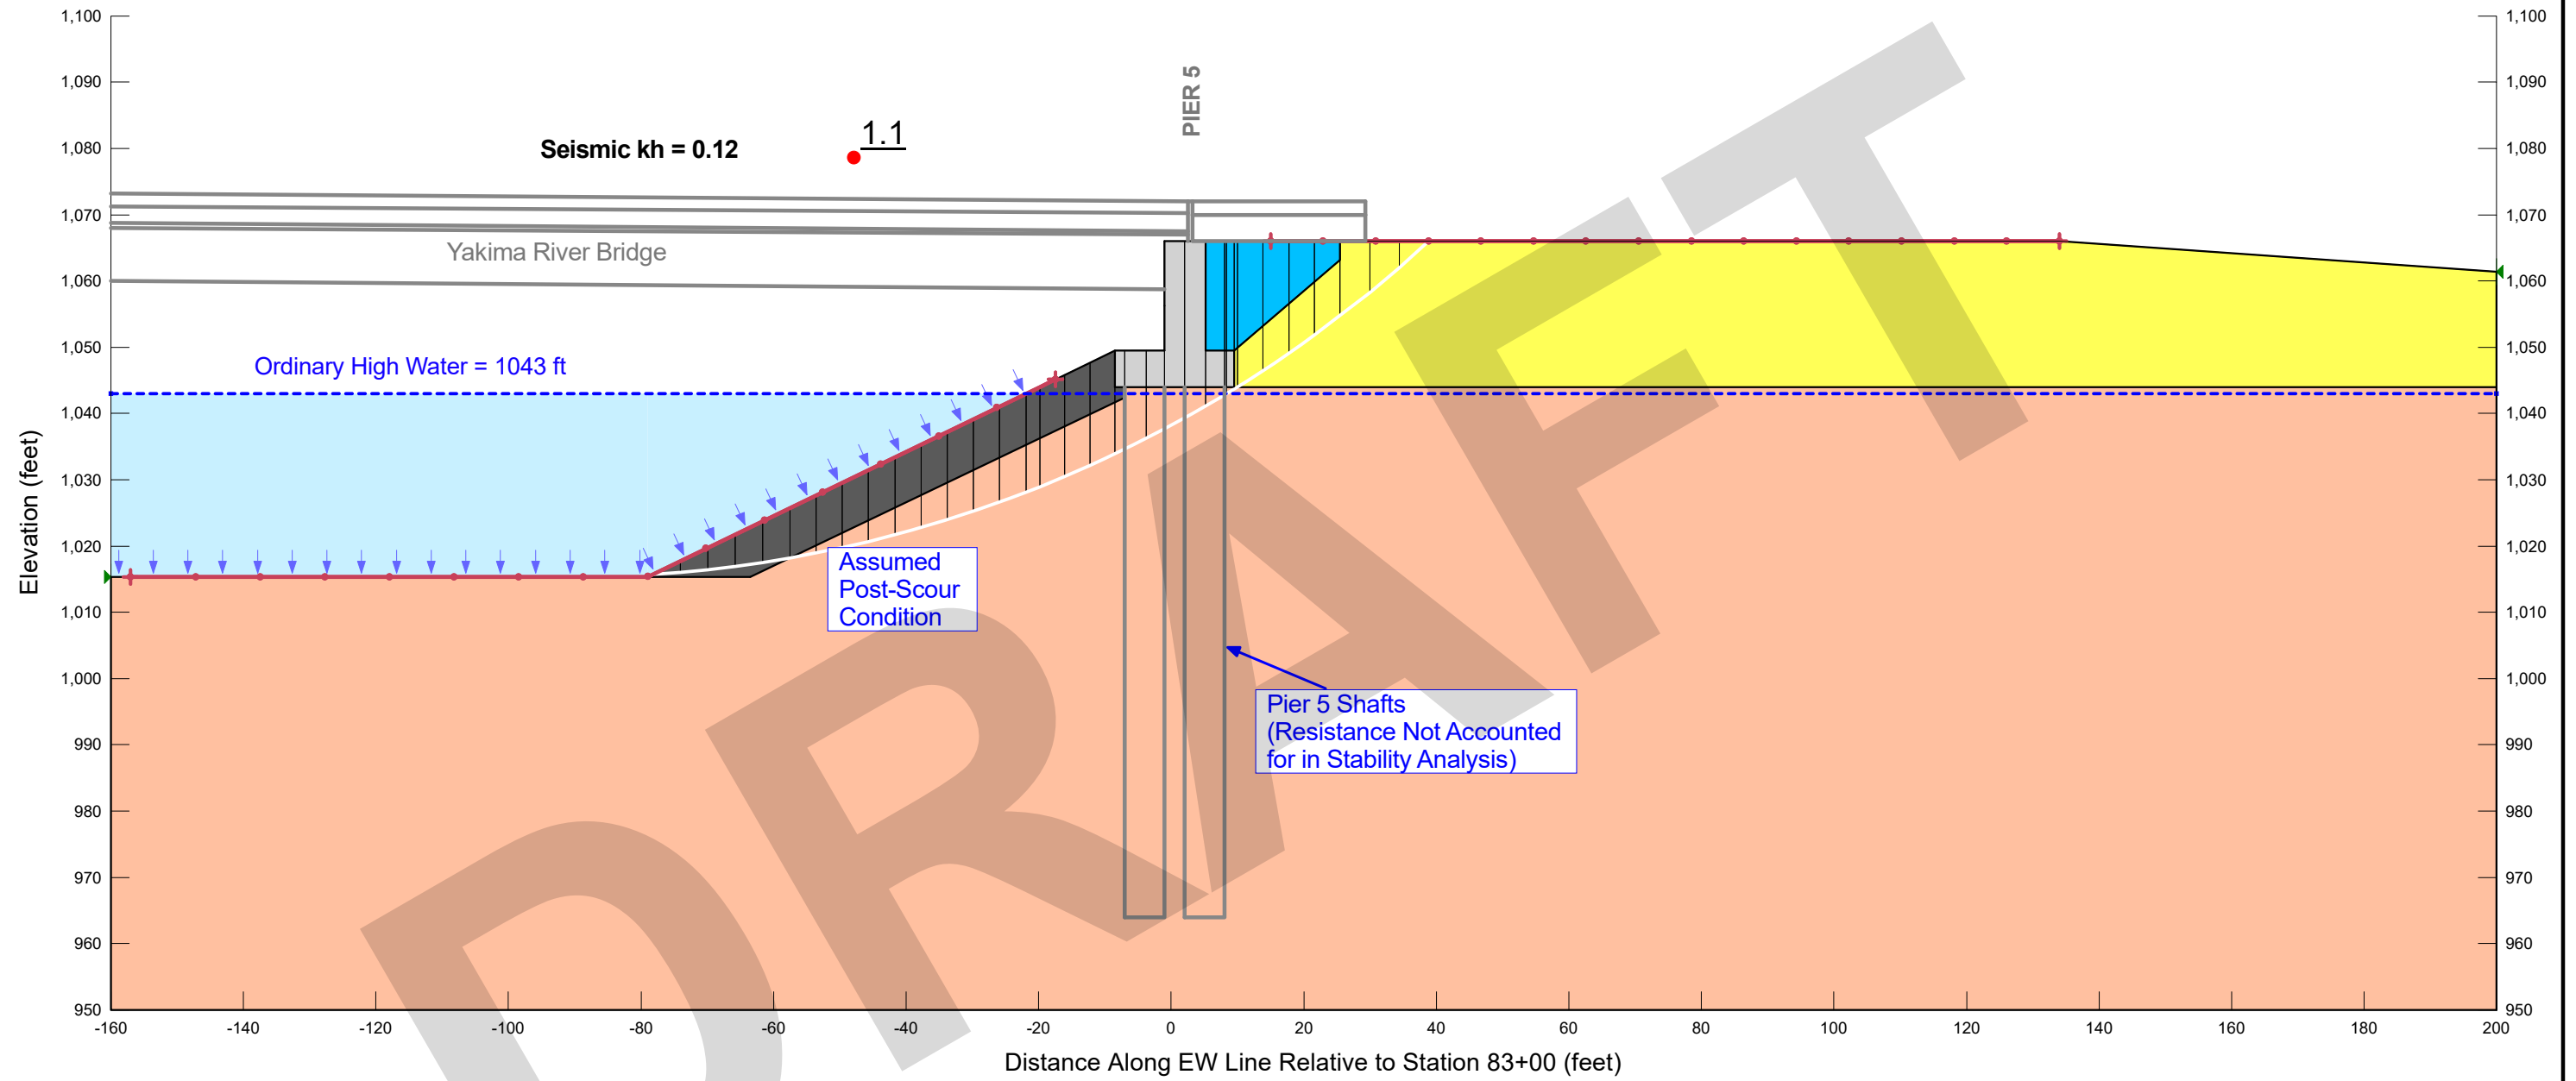 1,100
1,090
1,080
1,070
1,060
1,050
1,040
1,030
1,020
1,010
1,000
990
980
970
960
950
Elevation (feet)
Seismic kh = 0.12
1.1
PIER 5
Yakima River Bridge
Ordinary High Water = 1043 ft
Assumed
Post-Scour
Condition
Pier 5 Shafts
(Resistance Not Accounted
for in Stability Analysis)
DRAFT
1,100
1,090
1,080
1,070
1,060
1,050
1,040
1,030
1,020
1,010
1,000
990
980
970
960
950
-160 -140 -120 -100 -80 -60 -40 -20 0 20 40 60 80 100 120 140 160 180 200
Distance Along EW Line Relative to Station 83+00 (feet)